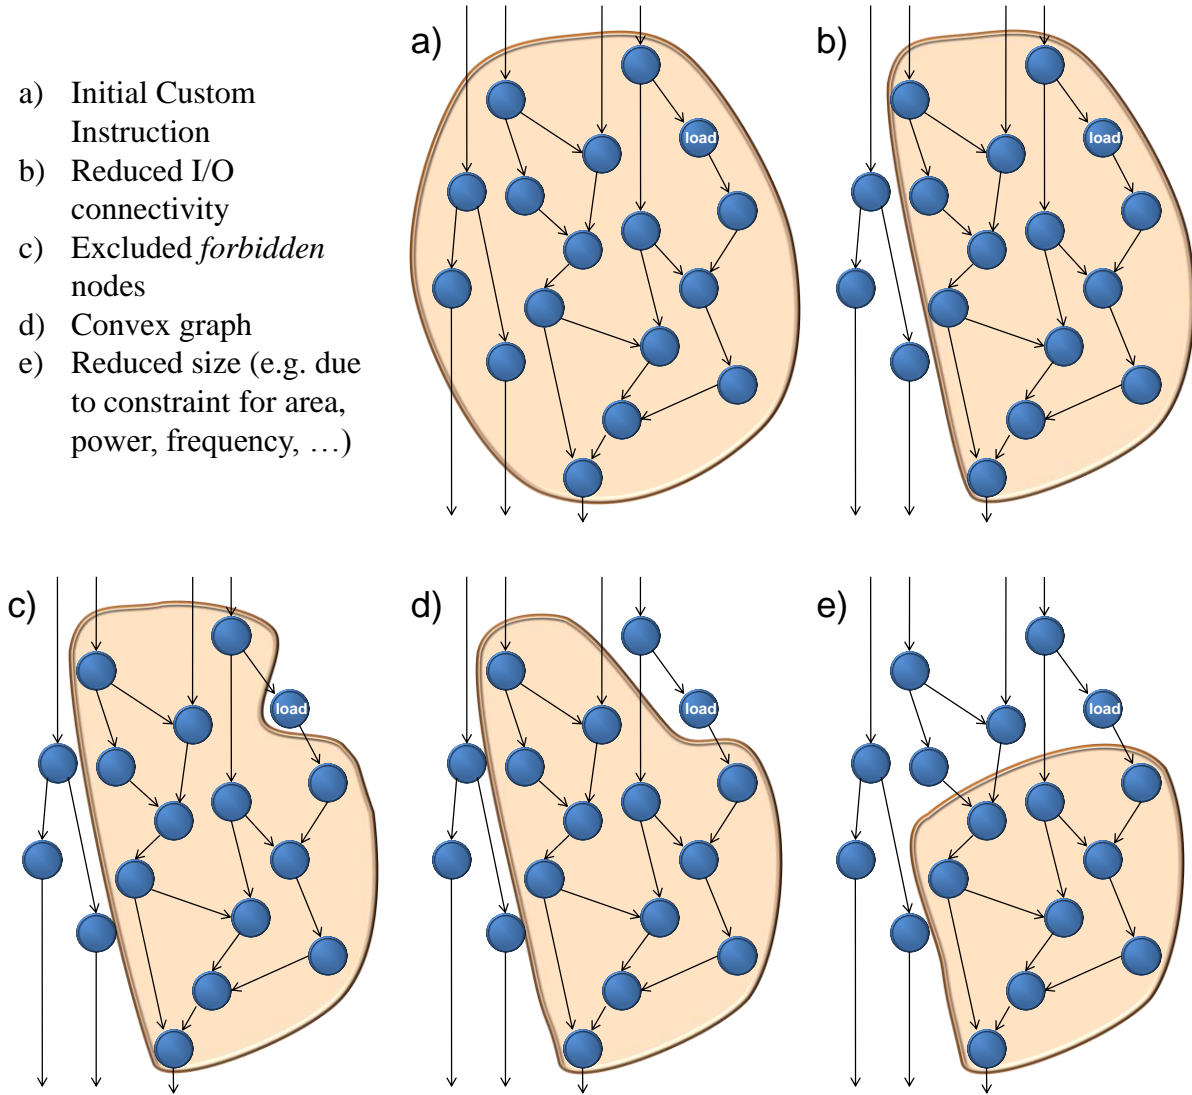 a) Initial Custom
Instruction
b) Reduced I/O
connectivity
c) Excluded forbidden
nodes
d) Convex graph
e) Reduced size (e.g. due
to constraint for area,
power, frequency, …)
a)
load
b)
load
c)
load
d)
load
e)
load